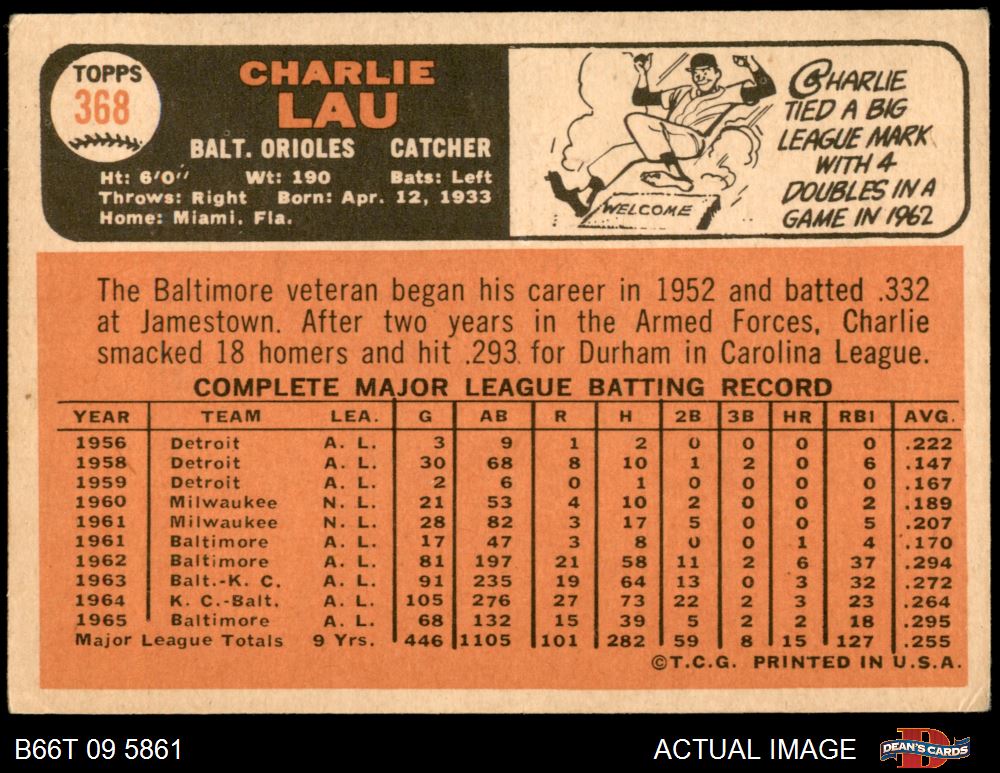 TOPPS
368
CHARLIE
LAU
BALT. ORIOLES CATCHER
Ht: 6'0" Wt: 190 Bats: Left
Throws: Right Born: Apr. 12, 1933
Home: Miami, Fla.
WELCOME
CHARLIE
TIED A BIG
LEAGUE MARK
WITH 4
DOUBLES IN A
GAME IN 1962
The Baltimore veteran began his career in 1952 and batted .332
at Jamestown. After two years in the Armed Forces, Charlie
smacked 18 homers and hit .293 for Durham in Carolina League.
COMPLETE MAJOR LEAGUE BATTING RECORD
YEAR TEAM LEA. G AB R H 2B 3B HR RBI AVG.
1956 Detroit A. L. 3 9 1 2 0 0 0 0 .222
1958 Detroit A. L. 30 68 8 10 1 2 0 6 .147
1959 Detroit A. L. 2 6 0 1 0 0 0 0 .167
1960 Milwaukee N. L. 21 53 4 10 2 0 0 2 .189
1961 Milwaukee N. L. 28 82 3 17 5 0 0 5 .207
1961 Baltimore A. L. 17 47 3 8 0 0 1 4 .170
1962 Baltimore A. L. 81 197 21 58 11 2 6 37 .294
1963 Balt.-K. C. A. L. 91 235 19 64 13 0 3 32 .272
1964 K. C.-Balt. A. L. 105 276 27 73 22 2 3 23 .264
1965 Baltimore A. L. 68 132 15 39 5 2 2 18 .295
Major League Totals 9 Yrs. 446 1105 101 282 59 8 15 127 .255
©T.C.G. PRINTED IN U.S.A.
B66T 09 5861 ACTUAL IMAGE DEAN'S CARDS